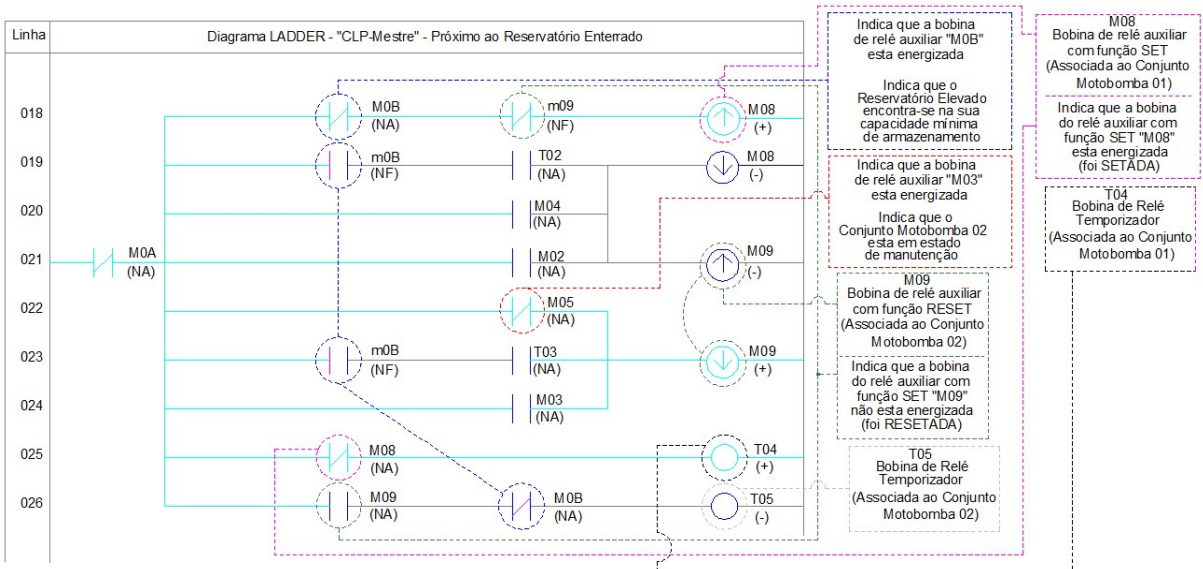 Linha
Diagrama LADDER - "CLP-Mestre" - Próximo ao Reservatório Enterrado
018
M0B
(NA)
m09
(NF)
M08
(+)
019
m0B
(NF)
T02
(NA)
M08
(-)
020
M04
(NA)
021
M0A
(NA)
M02
(NA)
M09
(-)
022
M05
(NA)
023
m0B
(NF)
T03
(NA)
M09
(+)
024
M03
(NA)
025
M08
(NA)
T04
(+)
026
M09
(NA)
M0B
(NA)
T05
(-)
Indica que a bobina
de relé auxiliar "M0B"
esta energizada
Indica que o
Reservatório Elevado
encontra-se na sua
capacidade mínima
de armazenamento
Indica que a bobina
de relé auxiliar "M03"
esta energizada
Indica que o
Conjunto Motobomba 02
esta em estado
de manutenção
M09
Bobina de relé auxiliar
com função RESET
(Associada ao Conjunto
Motobomba 02)
Indica que a bobina
do relé auxiliar com
função SET "M09"
não esta energizada
(foi RESETADA)
T05
Bobina de Relé
Temporizador
(Associada ao Conjunto
Motobomba 02)
M08
Bobina de relé auxiliar
com função SET
(Associada ao Conjunto
Motobomba 01)
Indica que a bobina
do relé auxiliar com
função SET "M08"
esta energizada
(foi SETADA)
T04
Bobina de Relé
Temporizador
(Associada ao Conjunto
Motobomba 01)